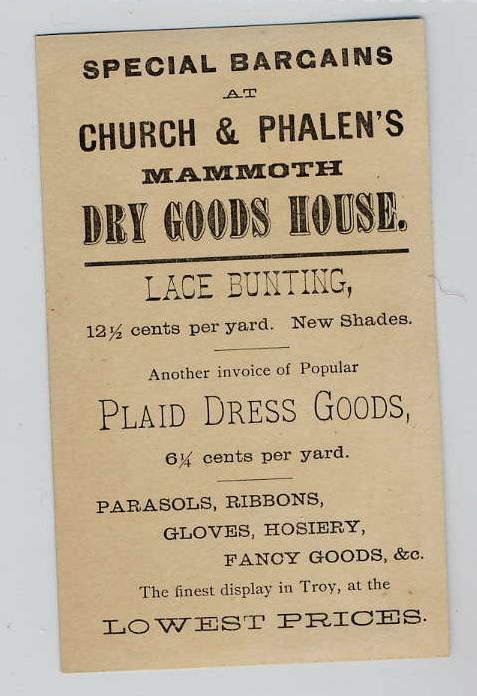 SPECIAL BARGAINS
AT
CHURCH & PHALEN'S
MAMMOTH
DRY GOODS HOUSE.
LACE BUNTING,
12½ cents per yard. New Shades.
Another invoice of Popular
PLAID DRESS GOODS,
6¼ cents per yard.
PARASOLS, RIBBONS,
GLOVES, HOSIERY,
FANCY GOODS, &c.
The finest display in Troy, at the
LOWEST PRICES.